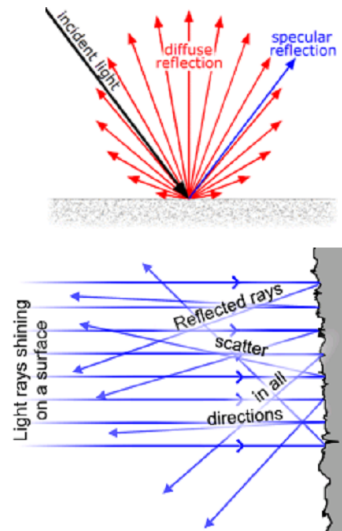 incident light
diffuse
reflection
specular
reflection
Light rays shining
on a surface
Reflected rays
scatter
in all
directions